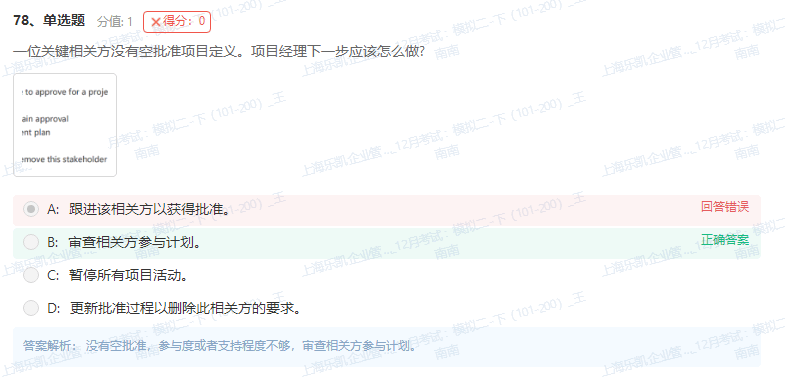 78、单选题 分值: 1 ×得分: 0
一位关键相关方没有空批准项目定义。项目经理下一步应该怎么做?
to approve for a proje
ain approval
ent plan
emove this stakeholder
A: 跟进该相关方以获得批准。 回答错误
B: 审查相关方参与计划。 正确答案
C: 暂停所有项目活动。
D: 更新批准过程以删除此相关方的要求。
答案解析: 没有空批准，参与度或者支持程度不够，审查相关方参与计划。
上海乐凯企业管......12月考试: 模拟二 -下（101-200）_王
南南